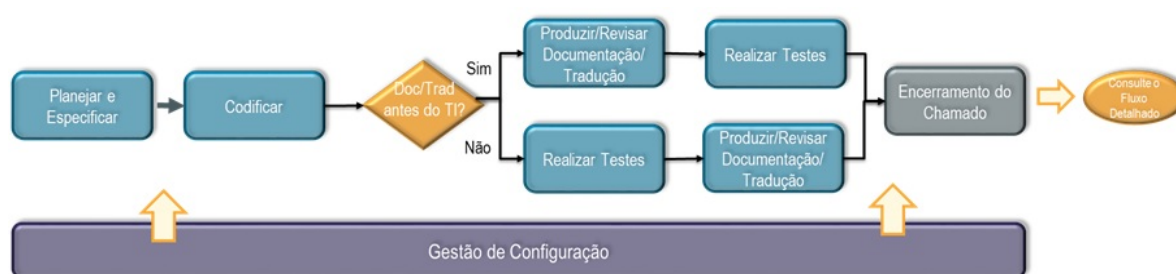 Planejar e
Especificar
Codificar
Doc/Trad
antes do TI?
Sim
Produzir/Revisar
Documentação/
Tradução
Realizar Testes
Não
Realizar Testes
Produzir/Revisar
Documentação/
Tradução
Encerramento do
Chamado
Consulte o
Fluxo
Detalhado
Gestão de Configuração